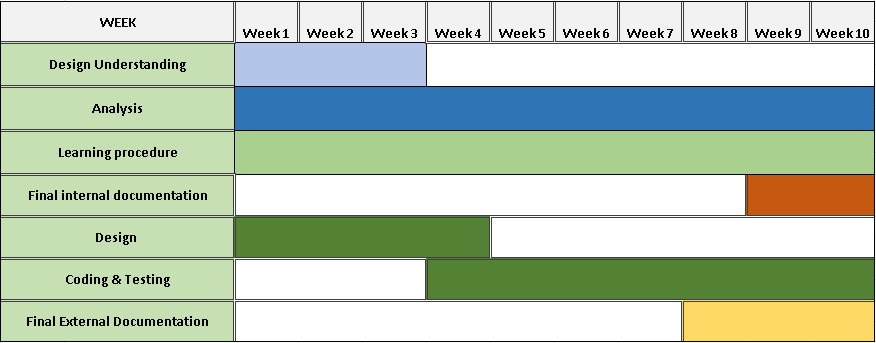 WEEK
Week 1 Week 2 Week 3 Week 4 Week 5 Week 6 Week 7 Week 8 Week 9 Week 10
Design Understanding
Analysis
Learning procedure
Final internal documentation
Design
Coding & Testing
Final External Documentation